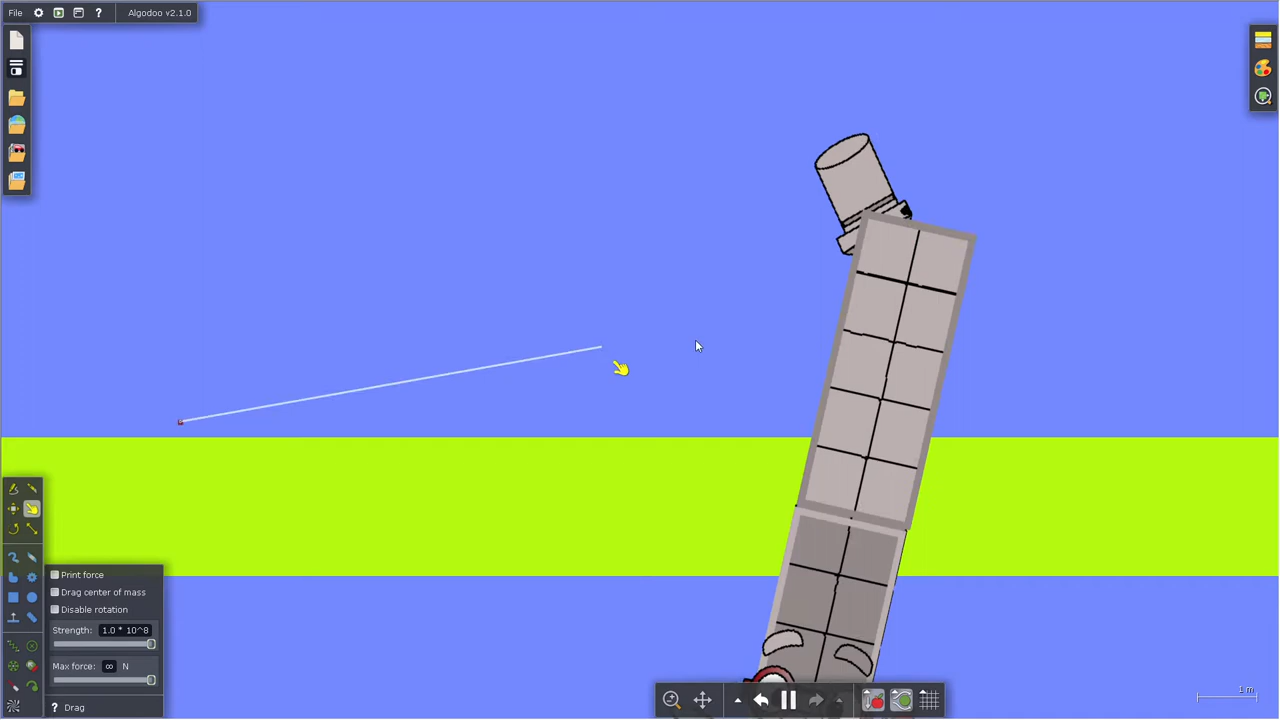 File ? Algodoo v2.1.0
Print force
Drag center of mass
Disable rotation
Strength: 1.0 * 10^8
Max force: ∞ N
? Drag
1 m